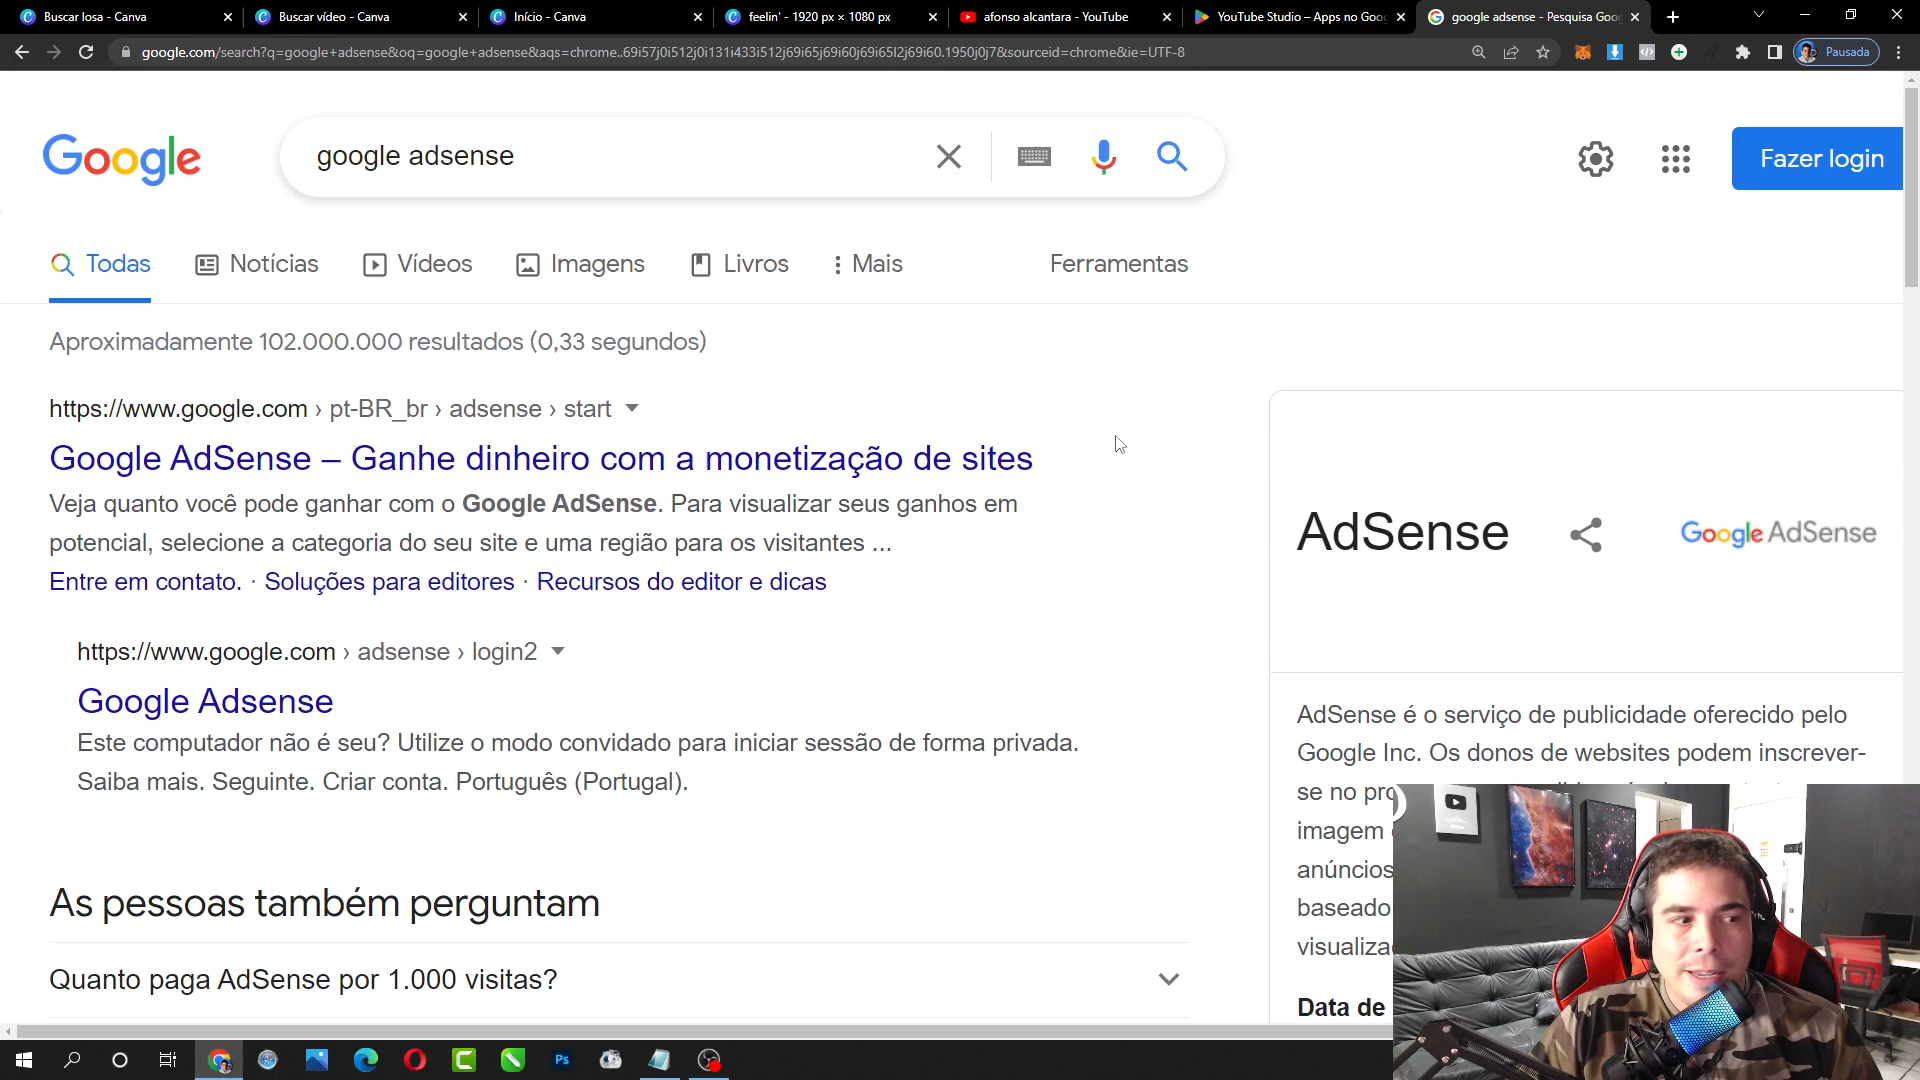 Buscar losa - Canva
Buscar vídeo - Canva
Início - Canva
feelin' - 1920 px × 1080 px
afonso alcantara - YouTube
YouTube Studio – Apps no Goo
google adsense - Pesquisa Goo
google.com/search?q=google+adsense&oq=google+adsense&aqs=chrome..69i57j0i512j0i131i433i512j69i65j69i60j69i65l2j69i60.1950j0j7&sourceid=chrome&ie=UTF-8
Pausada
Google
google adsense
Fazer login
Todas
Notícias
Vídeos
Imagens
Livros
Mais
Ferramentas
Aproximadamente 102.000.000 resultados (0,33 segundos)
https://www.google.com › pt-BR_br › adsense › start
Google AdSense – Ganhe dinheiro com a monetização de sites
Veja quanto você pode ganhar com o Google AdSense. Para visualizar seus ganhos em
potencial, selecione a categoria do seu site e uma região para os visitantes ...
Entre em contato. · Soluções para editores · Recursos do editor e dicas
https://www.google.com › adsense › login2
Google Adsense
Este computador não é seu? Utilize o modo convidado para iniciar sessão de forma privada.
Saiba mais. Seguinte. Criar conta. Português (Portugal).
As pessoas também perguntam
Quanto paga AdSense por 1.000 visitas?
AdSense
Google AdSense
AdSense é o serviço de publicidade oferecido pelo
Google Inc. Os donos de websites podem inscrever-
se no pro
imagem
anúncios
baseado
visualiza
Data de
Ps